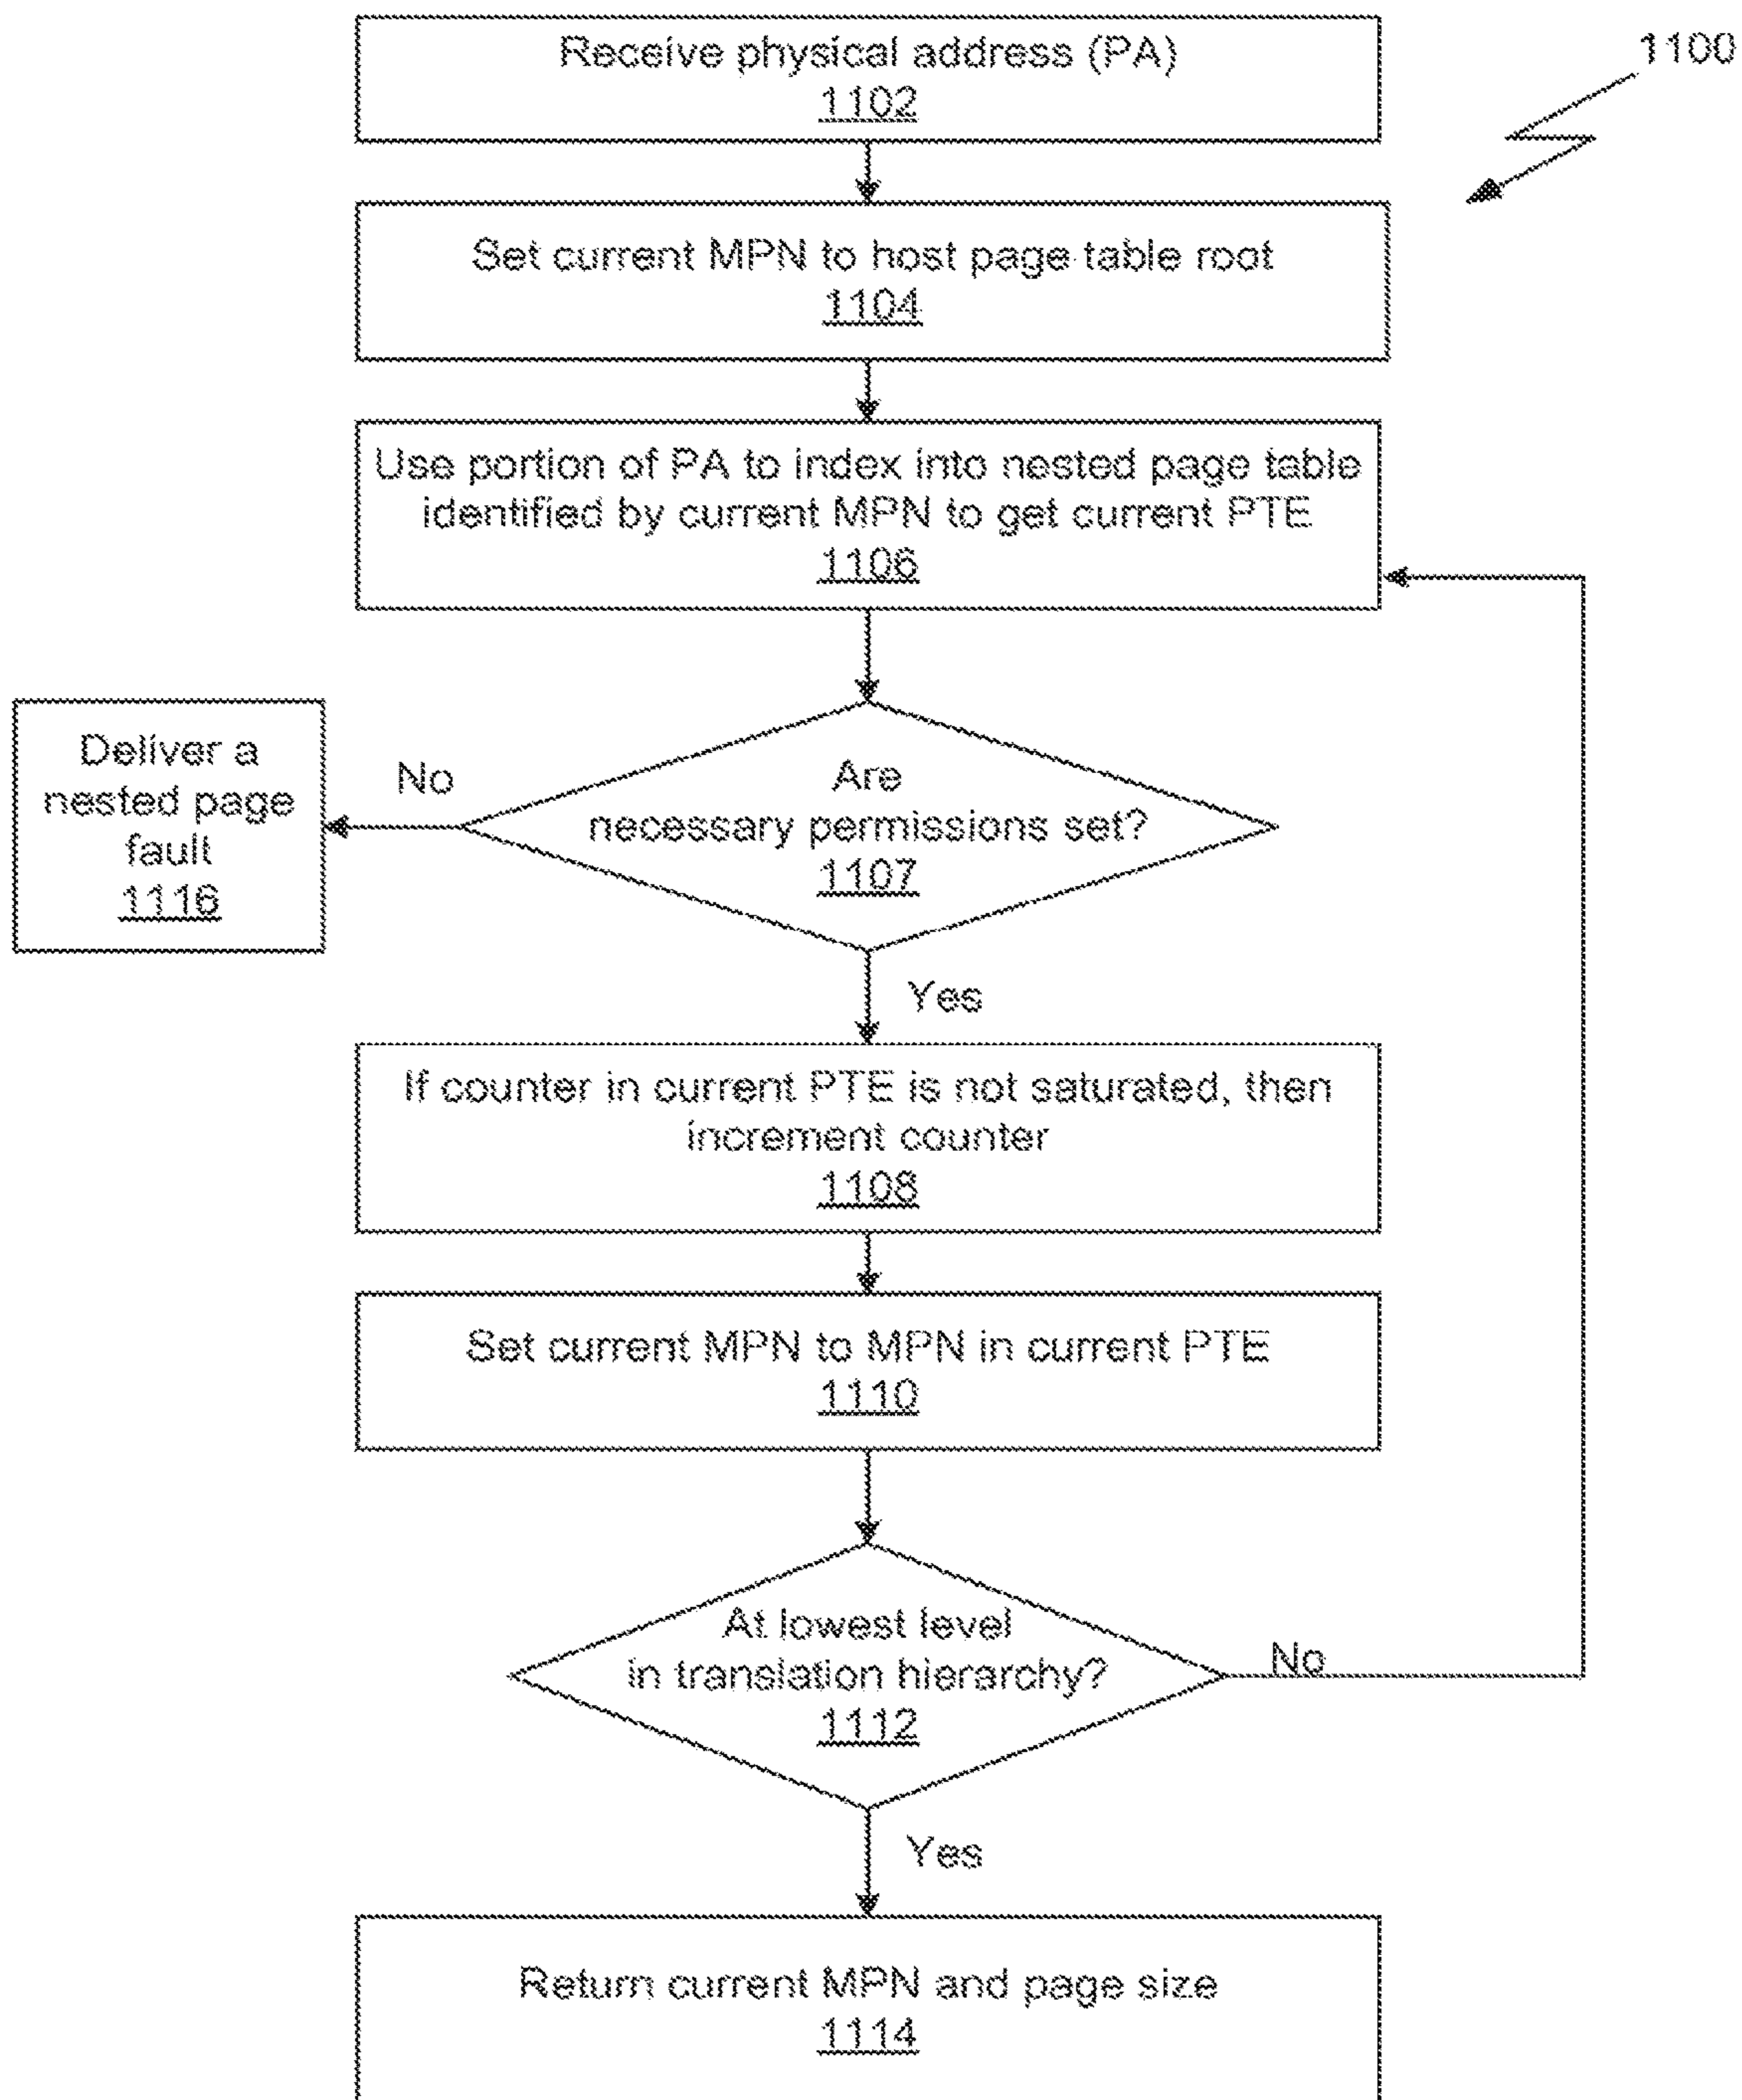 Receive physical address (PA)
1102
1100
Set current MPN to host page table root
1104
Use portion of PA to index into nested page table
identified by current MPN to get current PTE
1106
Deliver a
nested page
fault
1116
No
Are
necessary permissions set?
1107
Yes
If counter in current PTE is not saturated, then
increment counter
1108
Set current MPN to MPN in current PTE
1110
At lowest level
in translation hierarchy?
1112
No
Yes
Return current MPN and page size
1114